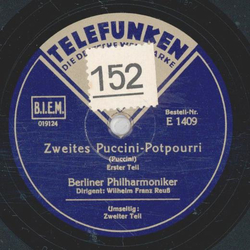 TELEFUNKEN
DIE DEUTSCHE WELTMARKE
152
B.I.E.M.
019124
Bestell-Nr.
E 1409
Zweites Puccini-Potpourri
(Puccini)
Erster Teil
Berliner Philharmoniker
Dirigent: Wilhelm Franz Reuß
Umseitig:
Zweiter Teil